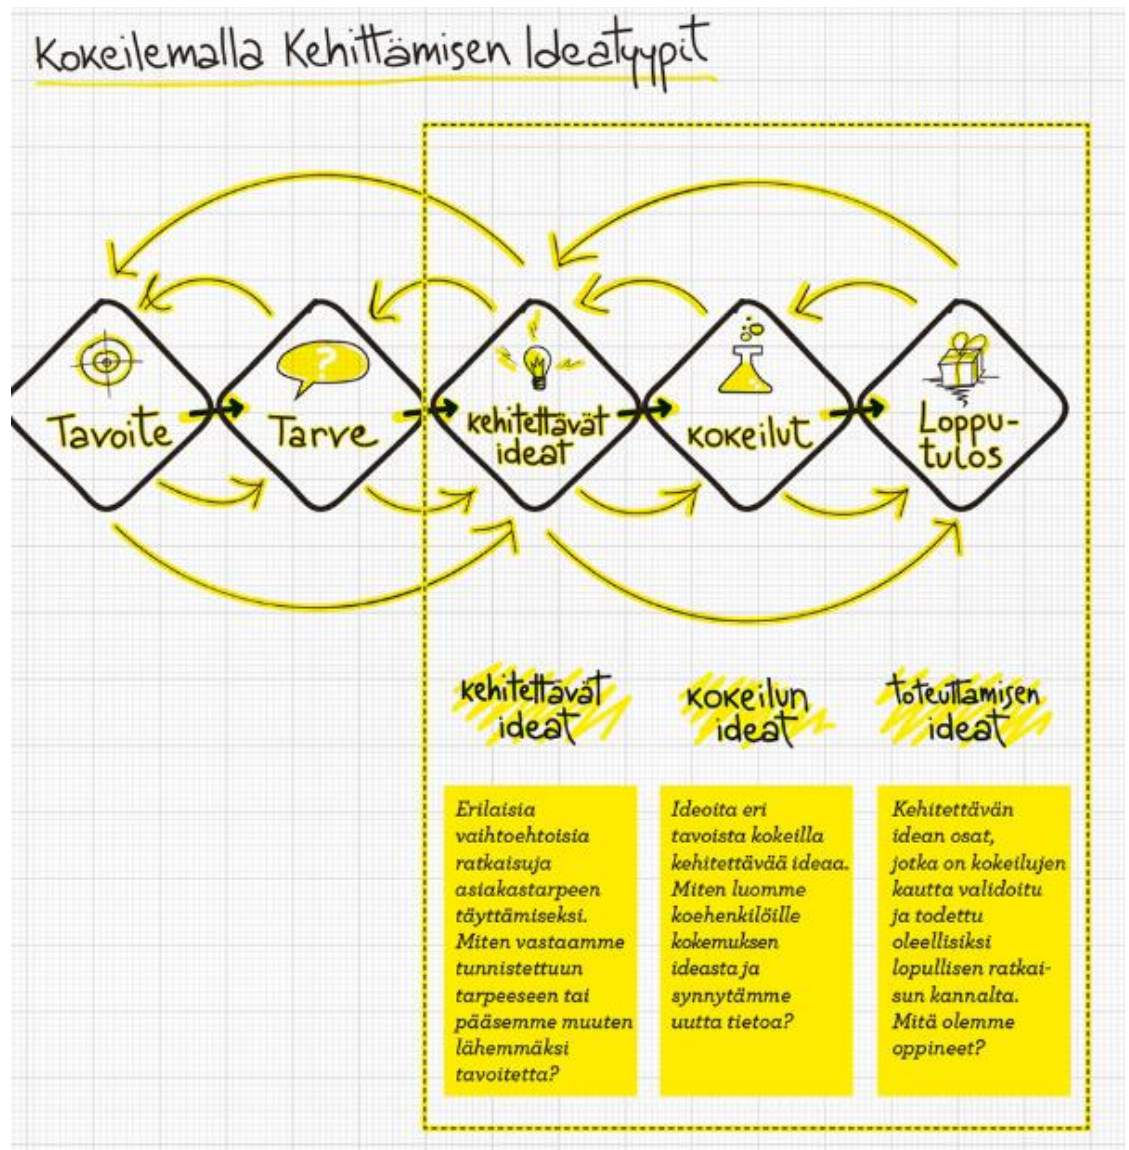 Kokeilemalla Kehittämisen Ideatyypit
Tavoite
?
Tarve
kehitettävät
ideat
Kokeilut
Loppu-
tulos
kehitettävät
ideat
Kokeilun
ideat
toteuttamisen
ideat
Erilaisia
vaihtoehtoisia
ratkaisuja
asiakastarpeen
täyttämiseksi.
Miten vastaamme
tunnistettuun
tarpeeseen tai
pääsemme muuten
lähemmäksi
tavoitetta?
Ideoita eri
tavoista kokeilla
kehitettävää ideaa.
Miten luomme
koehenkilöille
kokemuksen
ideasta ja
synnytämme
uutta tietoa?
Kehitettävän
idean osat,
jotka on kokeilujen
kautta validoitu
ja todettu
oleellisiksi
lopullisen ratkai-
sun kannalta.
Mitä olemme
oppineet?